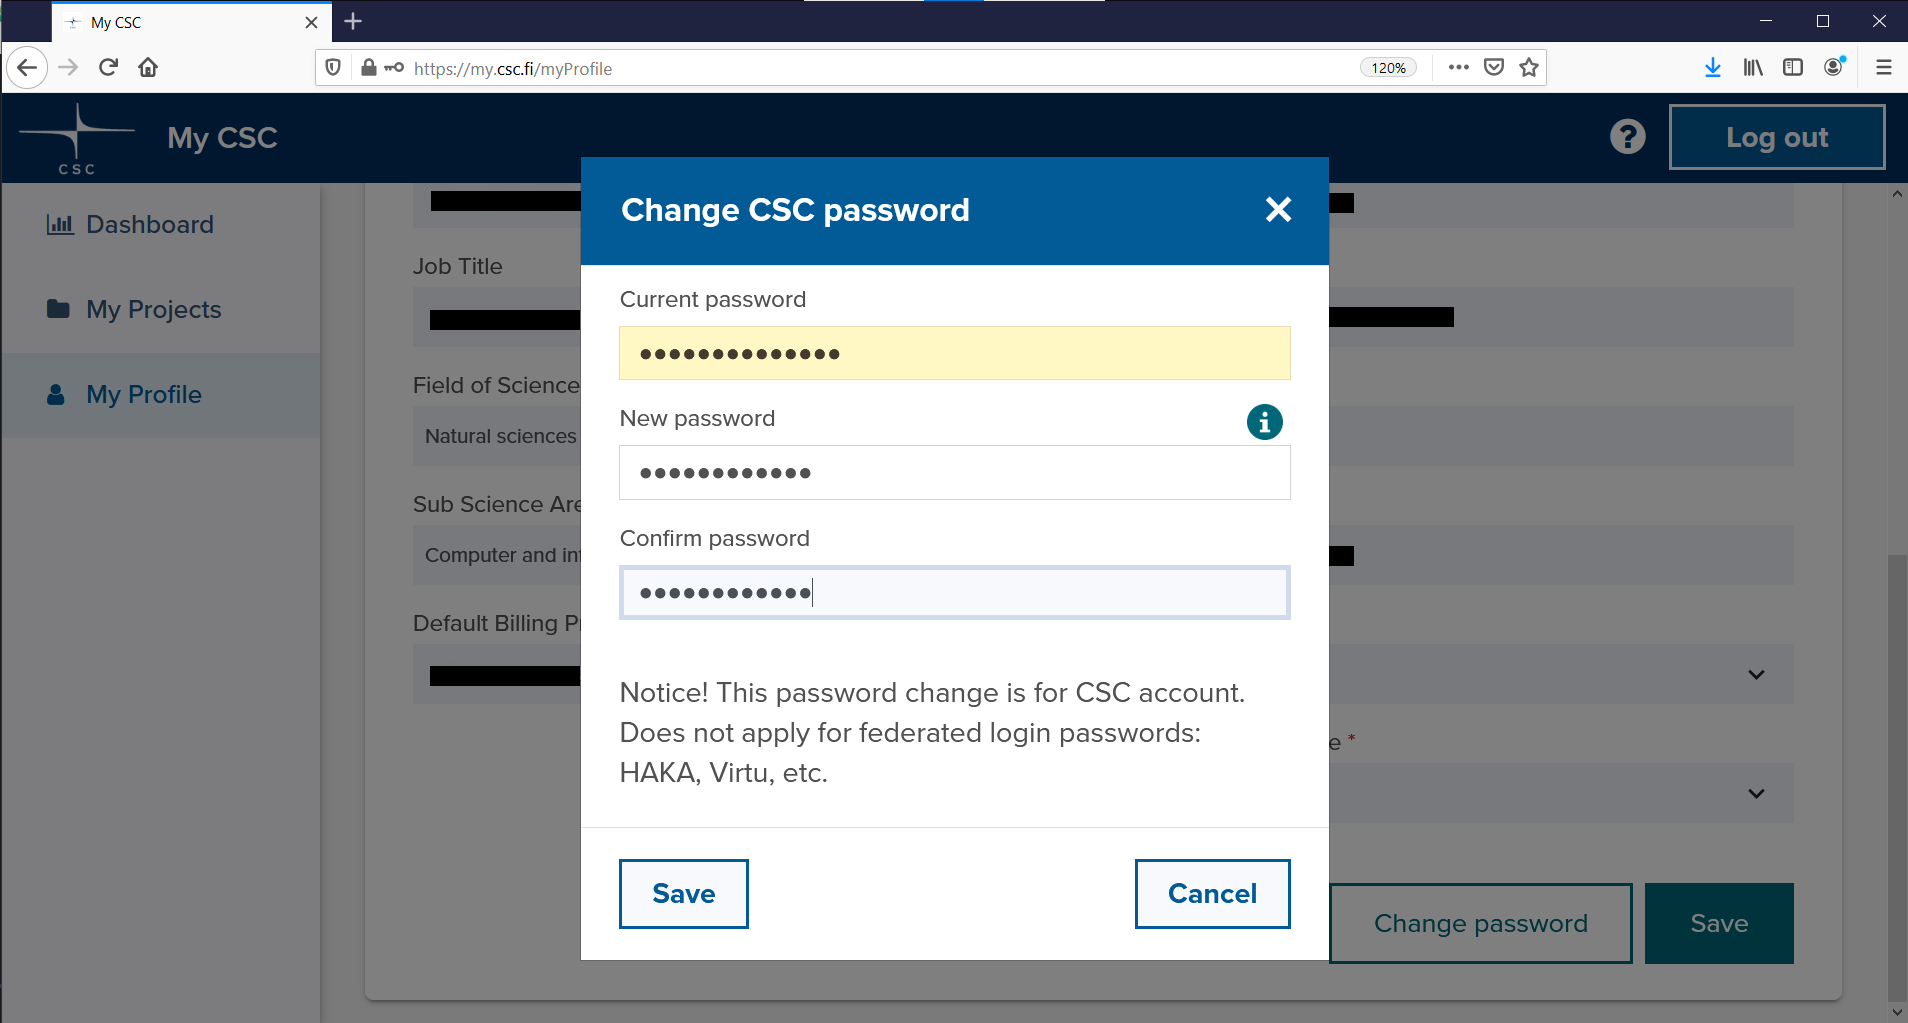 My CSC
https://my.csc.fi/myProfile
120%
CSC
My CSC
Log out
Dashboard
My Projects
My Profile
Job Title
Field of Science
Natural sciences
Sub Science Are
Computer and in
Default Billing P
e *
Change password
Save
Change CSC password
Current password
New password
Confirm password
Notice! This password change is for CSC account.
Does not apply for federated login passwords:
HAKA, Virtu, etc.
Save
Cancel